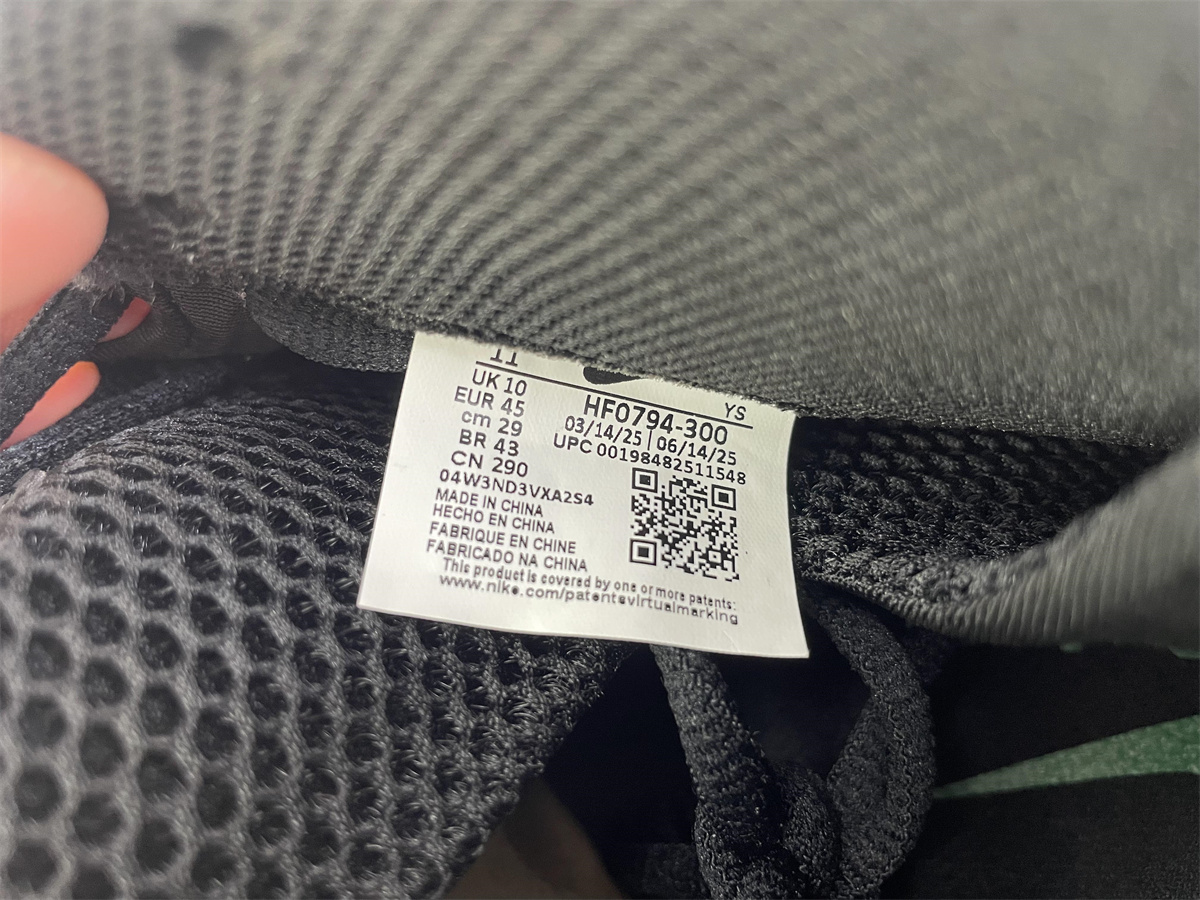 11
UK 10
EUR 45
cm 29
BR 43
CN 290
04W3ND3VXA2S4
MADE IN CHINA
HECHO EN CHINA
FABRIQUE EN CHINE
FABRICADO NA CHINA
YS
HF0794-300
03/14/25 | 06/14/25
UPC 00198482511548
This product is covered by one or more patents:
www.nike.com/patentsvirtualmarking